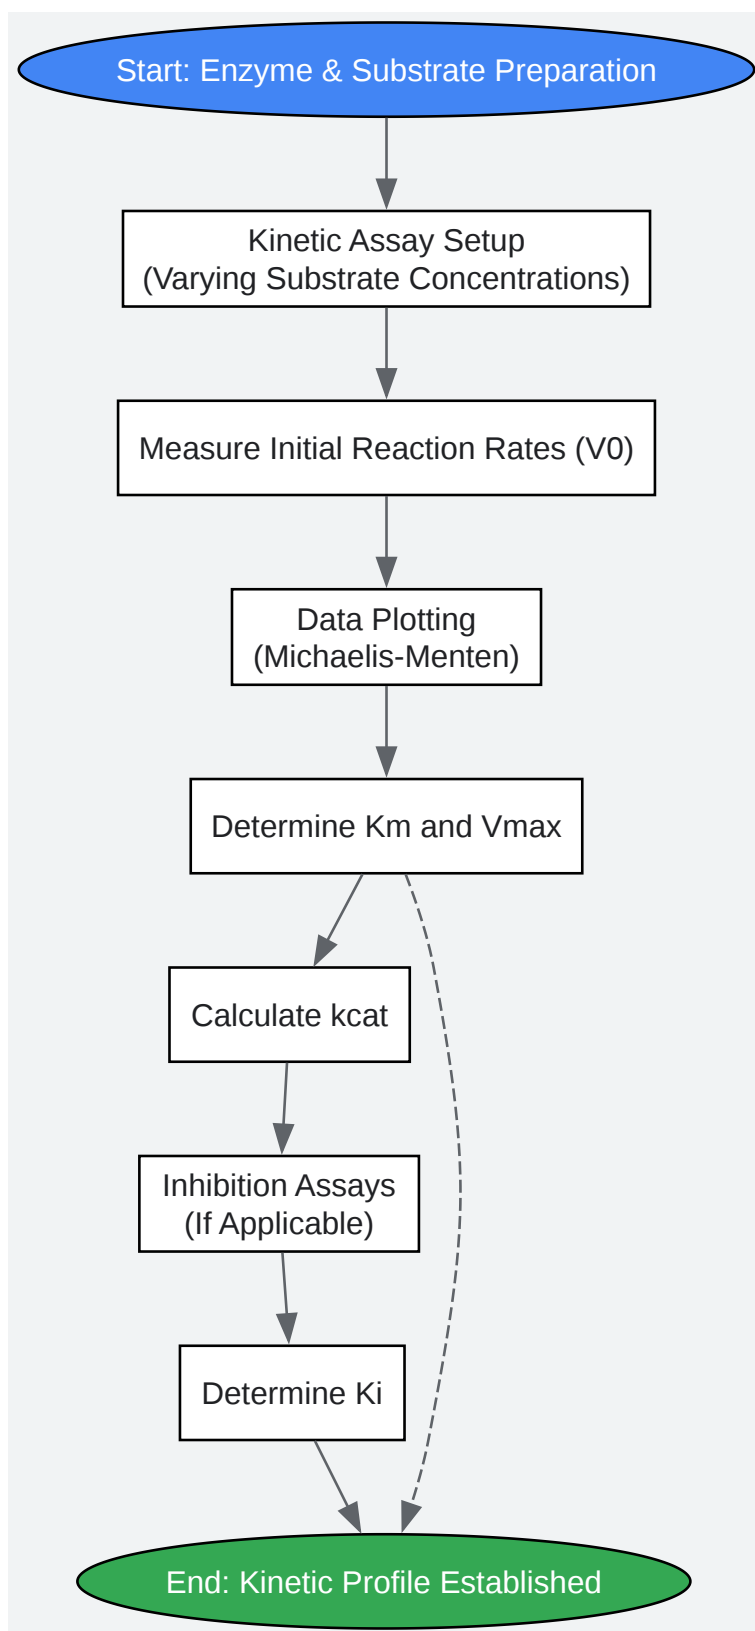 Start: Enzyme & Substrate Preparation
Kinetic Assay Setup
(Varying Substrate Concentrations)
Measure Initial Reaction Rates (V0)
Data Plotting
(Michaelis-Menten)
Determine Km and Vmax
Calculate kcat
Inhibition Assays
(If Applicable)
Determine Ki
End: Kinetic Profile Established